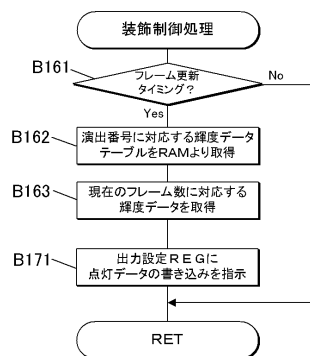 装飾制御処理
B161
フレーム更新
タイミング？
No
Yes
B162
演出番号に対応する輝度データ
テーブルをRAMより取得
B163
現在のフレーム数に対応する
輝度データを取得
B171
出力設定ＲＥＧに
点灯データの書き込みを指示
RET